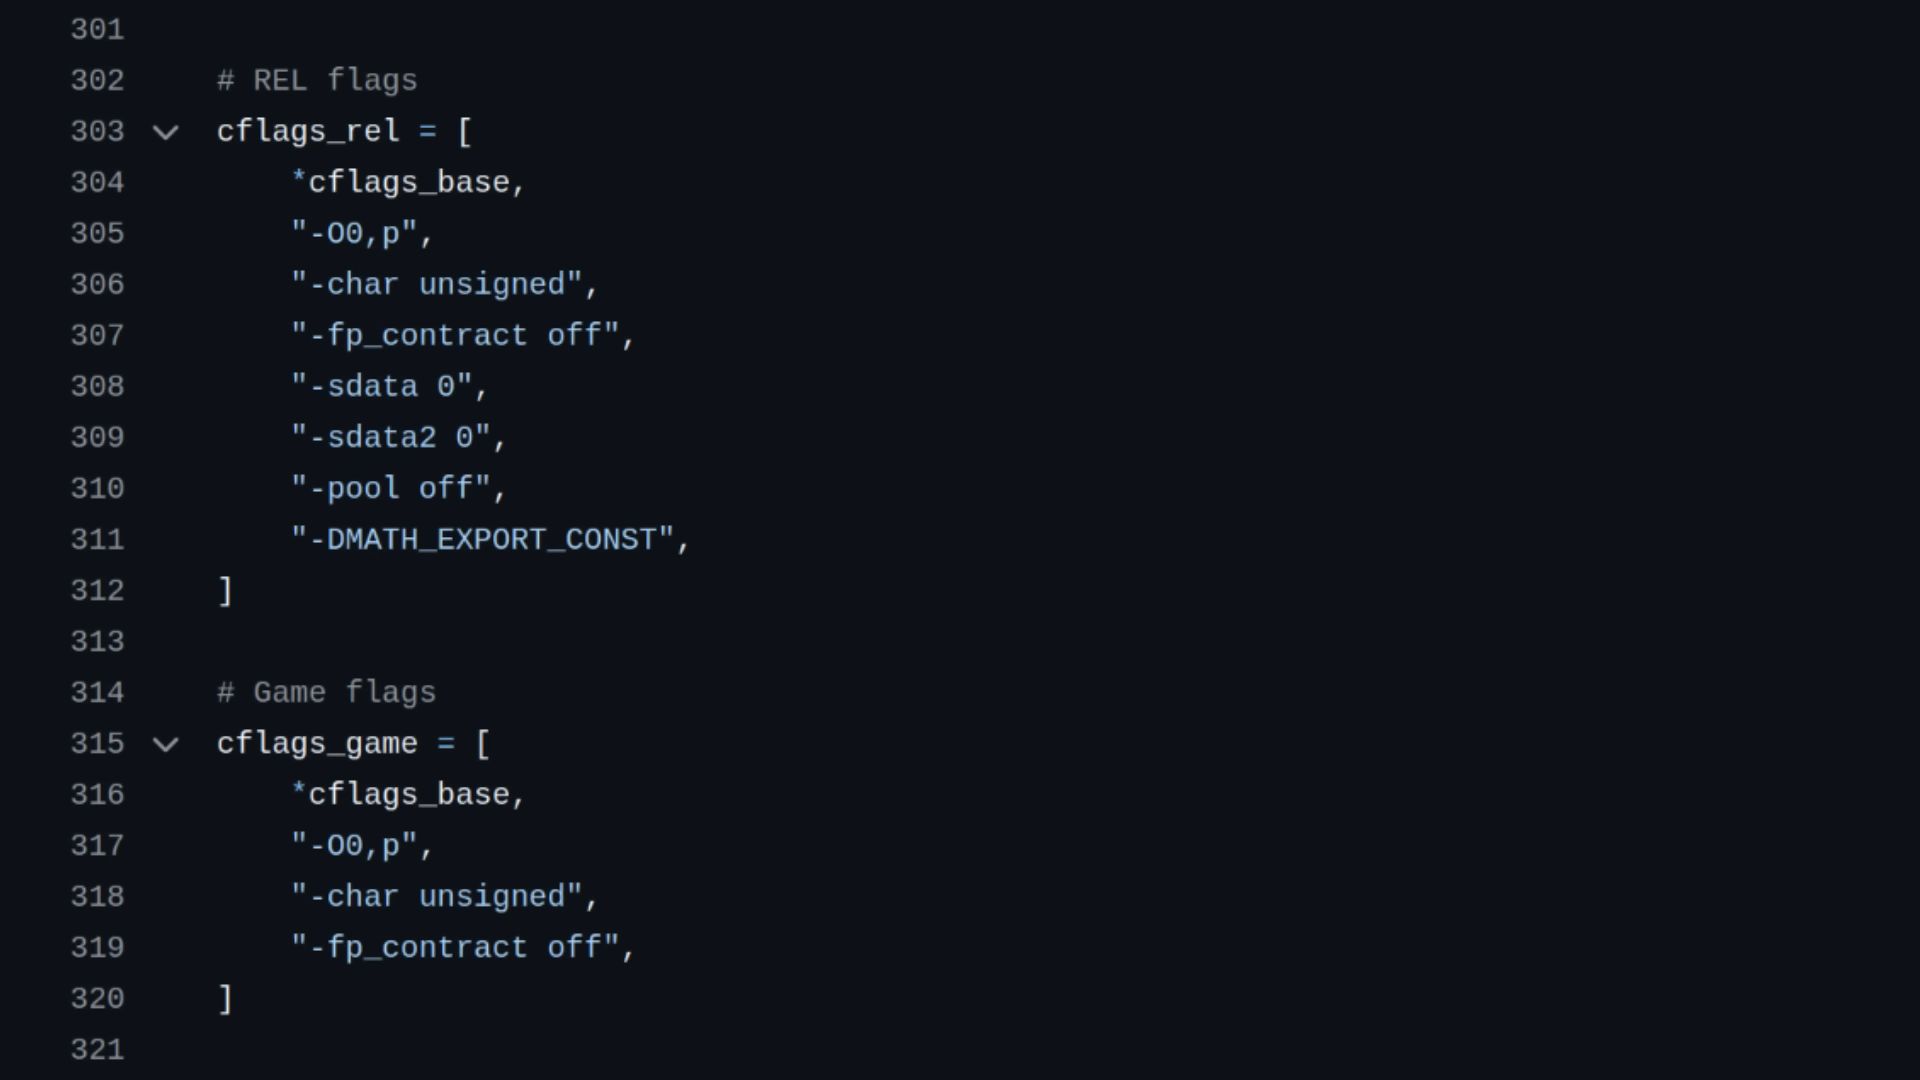 301
302 # REL flags
303 cflags_rel = [
304     *cflags_base,
305     "-O0,p",
306     "-char unsigned",
307     "-fp_contract off",
308     "-sdata 0",
309     "-sdata2 0",
310     "-pool off",
311     "-DMATH_EXPORT_CONST",
312 ]
313
314 # Game flags
315 cflags_game = [
316     *cflags_base,
317     "-O0,p",
318     "-char unsigned",
319     "-fp_contract off",
320 ]
321